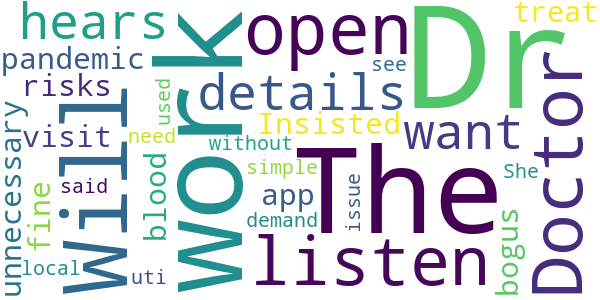 hears
pandemic
risks
visit
said
fine
local
unnecessary
Will
uti
blood
used
need
work
open
details
Insisted
without
simple
app
demand
listen
The
issue
want
see
Dr
treat
Doctor
She
bogus